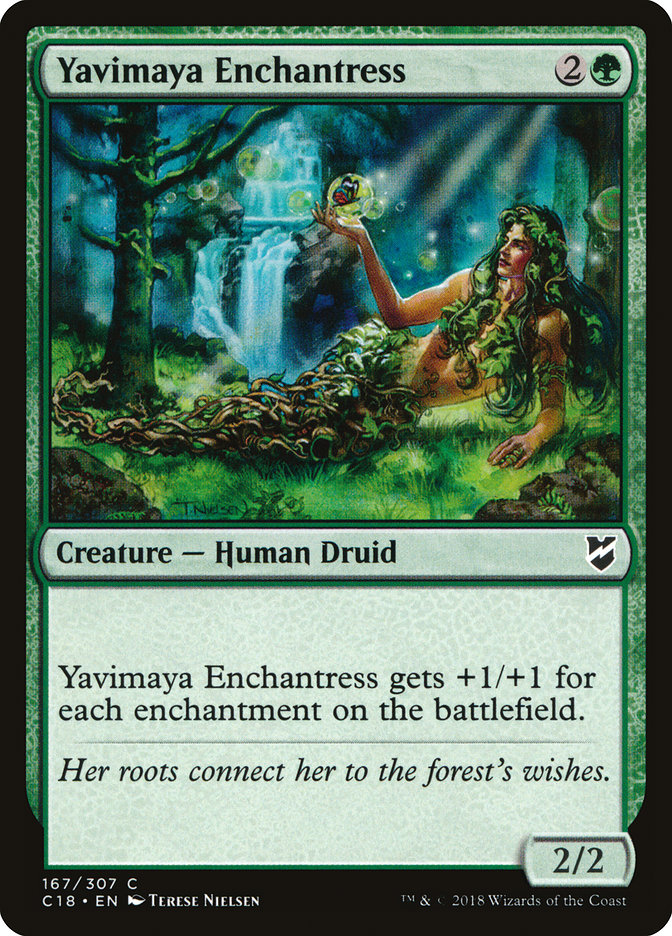 Yavimaya Enchantress 2
T. NIELSEN
Creature — Human Druid
Yavimaya Enchantress gets +1/+1 for
each enchantment on the battlefield.
Her roots connect her to the forest's wishes.
2/2
167/307 C
C18 • EN TERESE NIELSEN
™ & © 2018 Wizards of the Coast